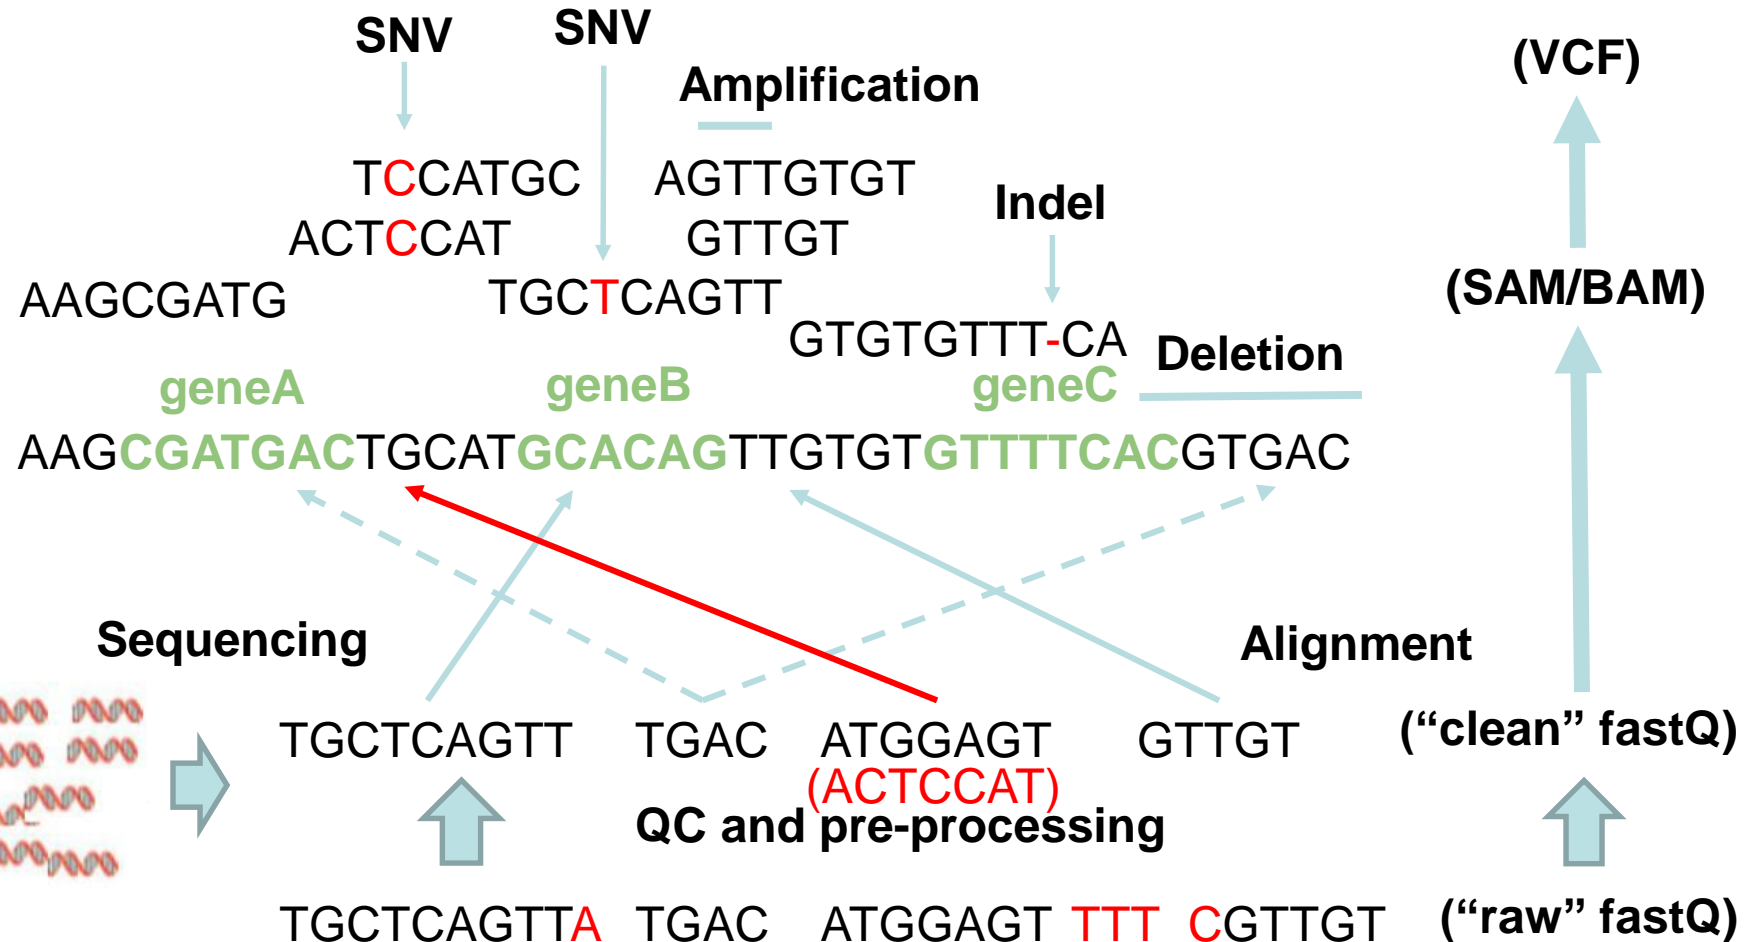 SNV SNV
(VCF)
Amplification
TCCATGC AGTTGTGT
Indel
ACTCCAT GTTGT
AAGCGATG TGCTCAGTT
(SAM/BAM)
GTGTGTTT-CA
Deletion
geneA geneB geneC
AAGCGATGACTGCATGCACAGTTGTGTGTTTTCACGTGAC
Sequencing Alignment
TGCTCAGTT TGAC ATGGAGT GTTGT
(“clean” fastQ)
(ACTCCAT)
QC and pre-processing
TGCTCAGTTA TGAC ATGGAGT TTT CGTTGT
(“raw” fastQ)